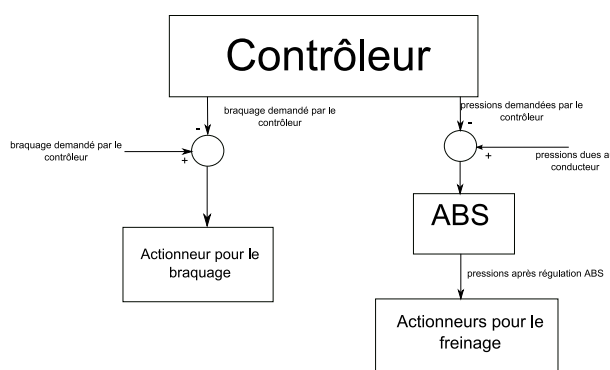 Contrôleur
braquage demandé par le
contrôleur
pressions demandées par le
contrôleur
-
-
braquage demandé par le
contrôleur
+
+
pressions dues a
conducteur
ABS
Actionneur pour le
braquage
pressions après régulation ABS
Actionneurs pour le
freinage